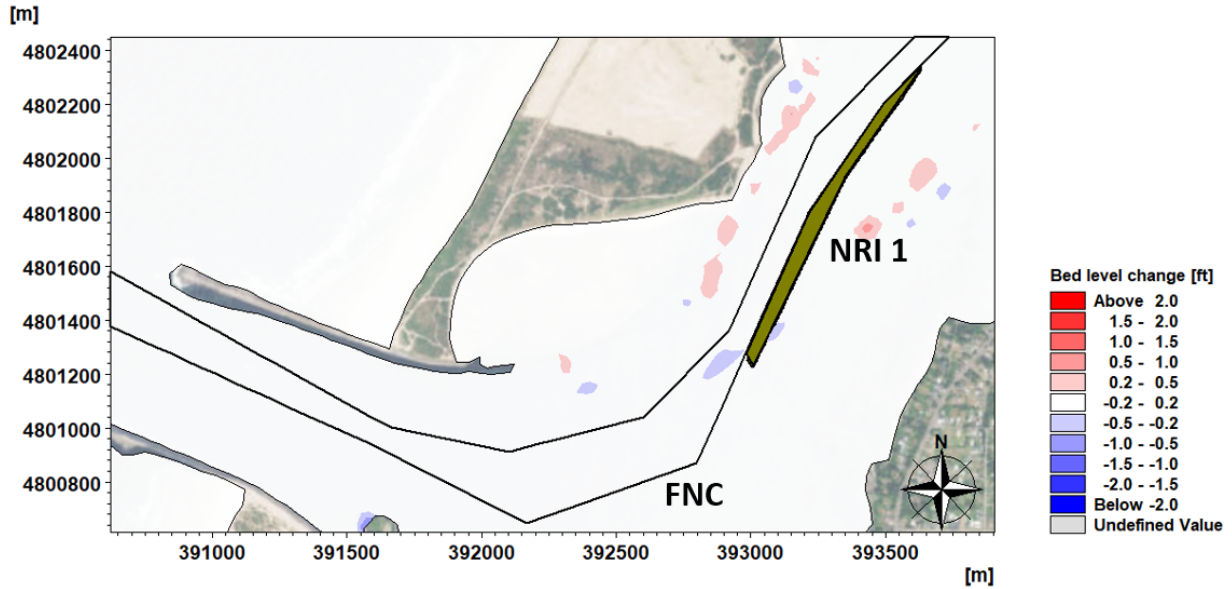 [m]
4802400
4802200
4802000
4801800
4801600
4801400
4801200
4801000
4800800
NRI 1
FNC
N
391000 391500 392000 392500 393000 393500
[m]
Bed level change [ft]
Above 2.0
1.5 - 2.0
1.0 - 1.5
0.5 - 1.0
0.2 - 0.5
-0.2 - 0.2
-0.5 - -0.2
-1.0 - -0.5
-1.5 - -1.0
-2.0 - -1.5
Below -2.0
Undefined Value